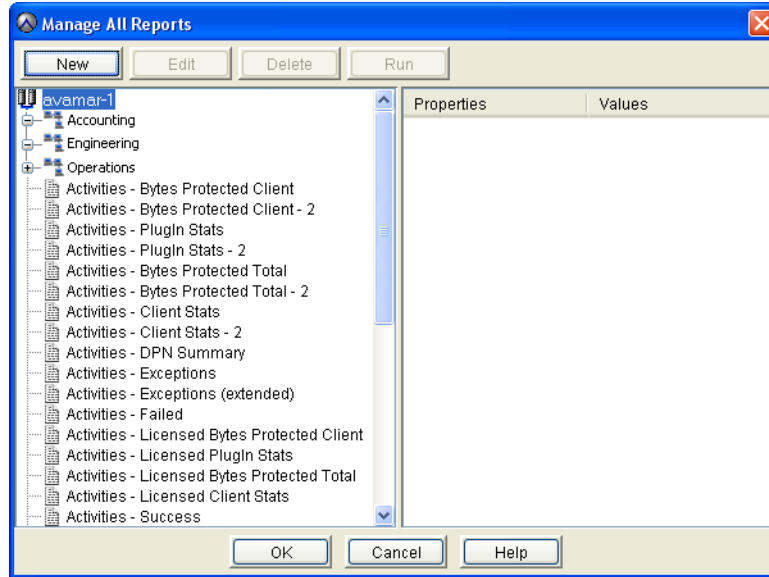 Manage All Reports
New Edit Delete Run
avamar-1
Accounting
Engineering
Operations
Activities - Bytes Protected Client
Activities - Bytes Protected Client - 2
Activities - PlugIn Stats
Activities - PlugIn Stats - 2
Activities - Bytes Protected Total
Activities - Bytes Protected Total - 2
Activities - Client Stats
Activities - Client Stats - 2
Activities - DPN Summary
Activities - Exceptions
Activities - Exceptions (extended)
Activities - Failed
Activities - Licensed Bytes Protected Client
Activities - Licensed PlugIn Stats
Activities - Licensed Bytes Protected Total
Activities - Licensed Client Stats
Activities - Success
Properties Values
OK Cancel Help